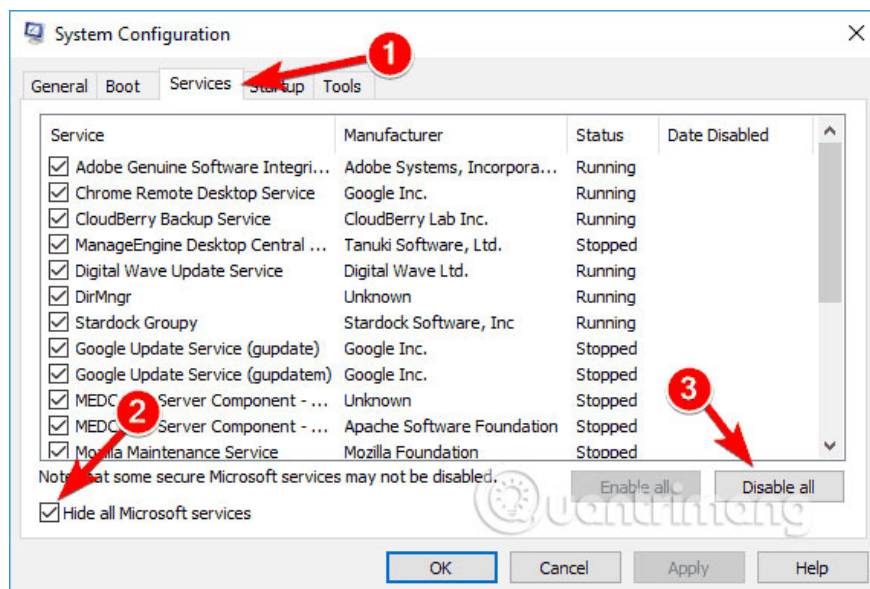 System Configuration
1
General Boot Services Startup Tools
Service Manufacturer Status Date Disabled
Adobe Genuine Software Integri... Adobe Systems, Incorpora... Running
Chrome Remote Desktop Service Google Inc. Running
CloudBerry Backup Service CloudBerry Lab Inc. Running
ManageEngine Desktop Central ... Tanuki Software, Ltd. Stopped
Digital Wave Update Service Digital Wave Ltd. Running
DirMngr Unknown Running
Stardock Groupy Stardock Software, Inc Running
Google Update Service (gupdate) Google Inc. Stopped
Google Update Service (gupdatem) Google Inc. Stopped
3
MEDC Server Component - ... Unknown Stopped
2
MEDC Server Component - ... Apache Software Foundation Stopped
Mozilla Maintenance Service Mozilla Foundation Stopped
Note that some secure Microsoft services may not be disabled.
Enable all Disable all
Hide all Microsoft services
Quantrimang
OK Cancel Apply Help